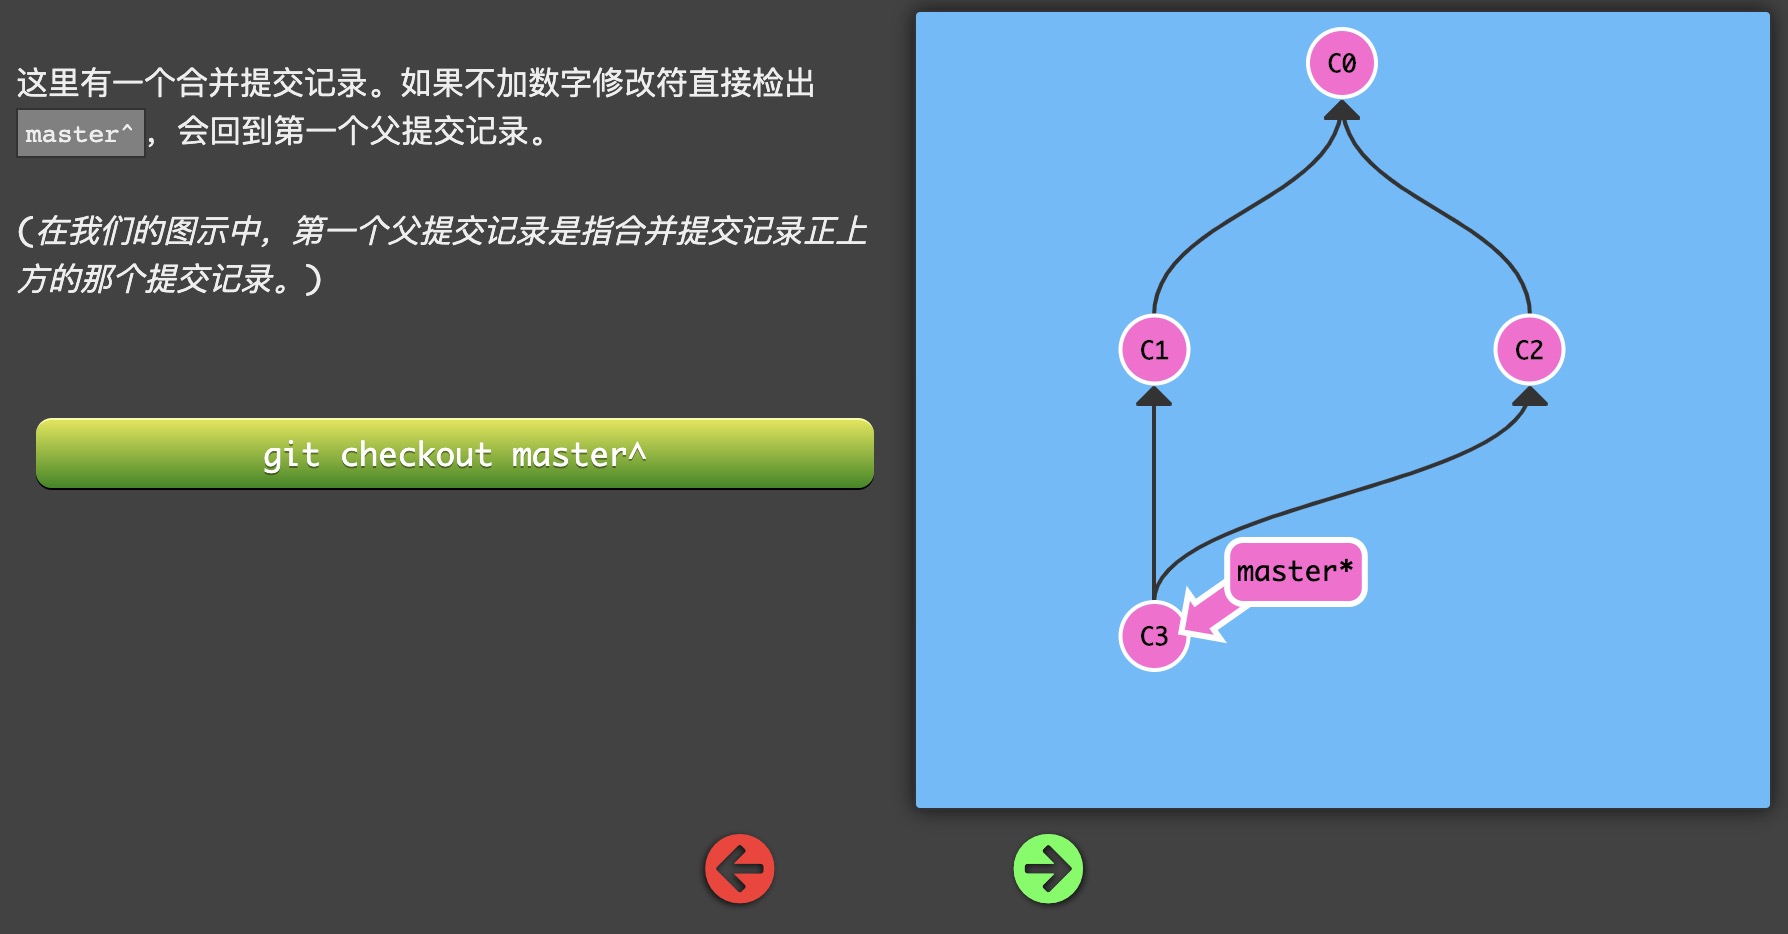 这里有一个合并提交记录。如果不加数字修改符直接检出
master^，会回到第一个父提交记录。
(在我们的图示中，第一个父提交记录是指合并提交记录正上
方的那个提交记录。)
git checkout master^
C0
C1
C2
master*
C3